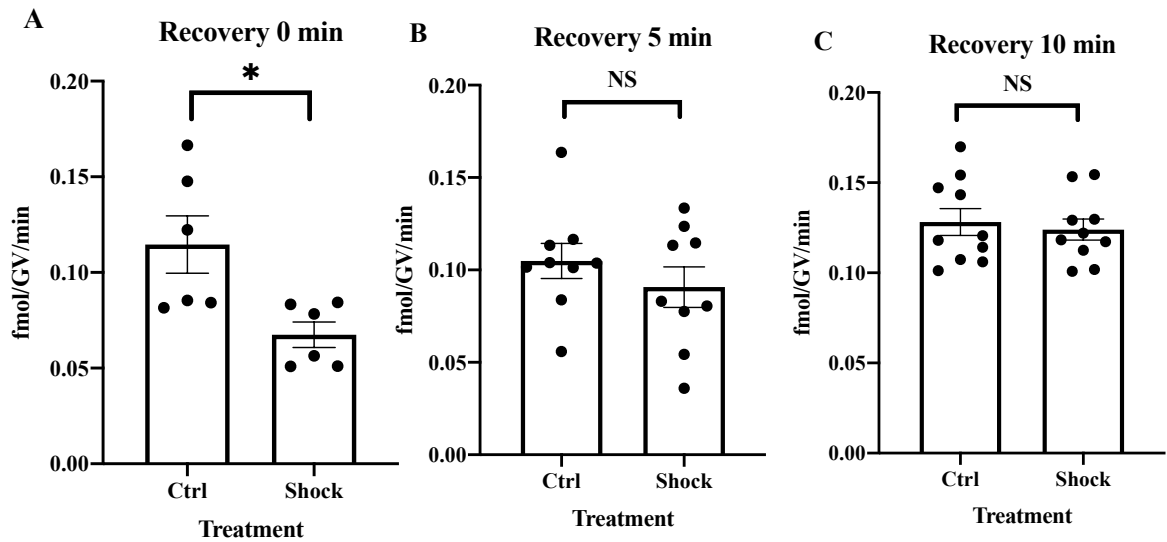 A
Recovery 0 min
*
0.20
0.15
0.10
0.05
0.00
fmol/GV/min
Ctrl Shock
Treatment
B
Recovery 5 min
NS
0.20
0.15
0.10
0.05
0.00
fmol/GV/min
Ctrl Shock
Treatment
C
Recovery 10 min
NS
0.20
0.15
0.10
0.05
0.00
fmol/GV/min
Ctrl Shock
Treatment